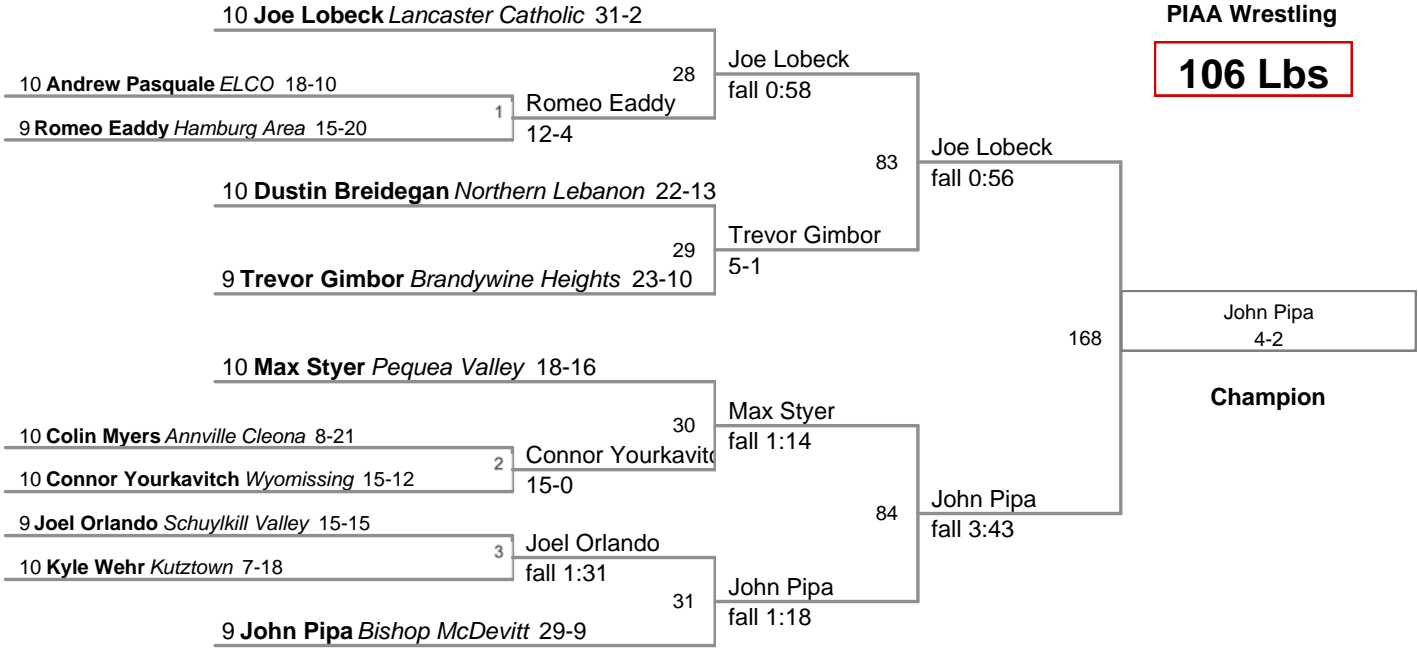 10 Joe Lobeck Lancaster Catholic 31-2
PIAA Wrestling
106 Lbs
28
Joe Lobeck
fall 0:58
10 Andrew Pasquale ELCO 18-10
1
Romeo Eaddy
12-4
9 Romeo Eaddy Hamburg Area 15-20
83
Joe Lobeck
fall 0:56
10 Dustin Breidegan Northern Lebanon 22-13
29
Trevor Gimbor
5-1
9 Trevor Gimbor Brandywine Heights 23-10
168
John Pipa
4-2
Champion
10 Max Styer Pequea Valley 18-16
30
Max Styer
fall 1:14
10 Colin Myers Annville Cleona 8-21
2
Connor Yourkavitc
15-0
10 Connor Yourkavitch Wyomissing 15-12
84
John Pipa
fall 3:43
9 Joel Orlando Schuylkill Valley 15-15
3
Joel Orlando
fall 1:31
10 Kyle Wehr Kutztown 7-18
31
John Pipa
fall 1:18
9 John Pipa Bishop McDevitt 29-9